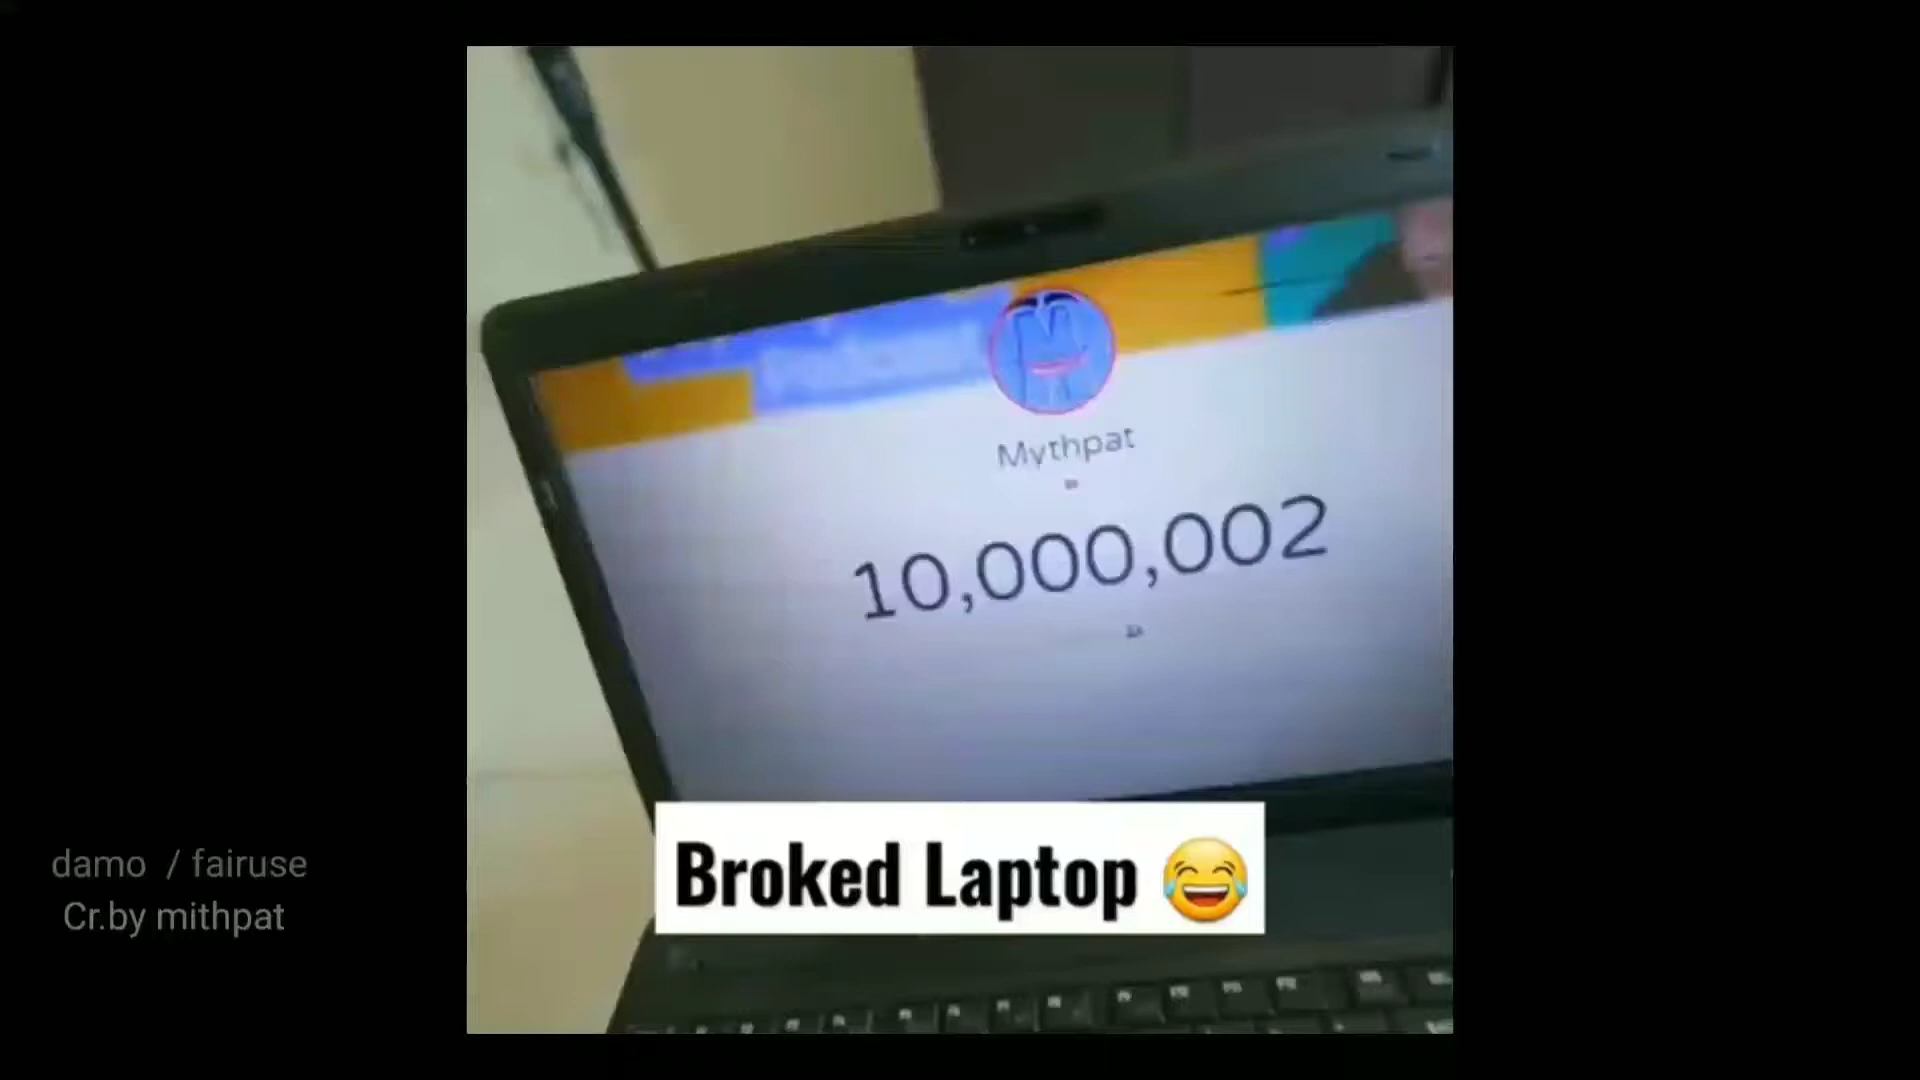 Mythpat
10,000,002
Broked Laptop 😂
damo / fairuse
Cr.by mithpat